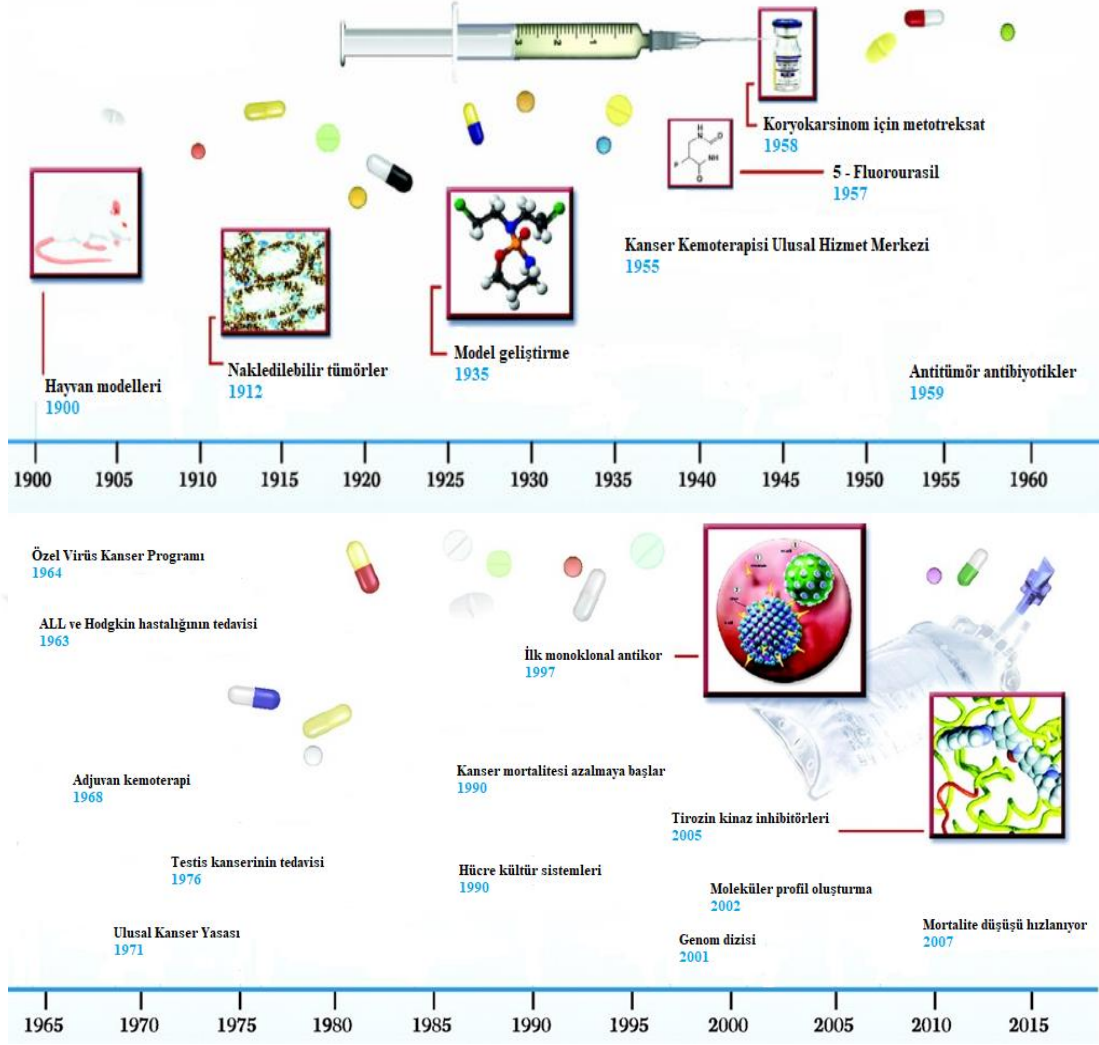 3 2 1
Koryokarsinom için metotreksat
1958
H
N
O
F
NH
O
5 - Fluorourasil
1957
Kanser Kemoterapisi Ulusal Hizmet Merkezi
1955
Model geliştirme
1935
Nakledilebilir tümörler
1912
Hayvan modelleri
1900
Antitümör antibiyotikler
1959
1900 1905 1910 1915 1920 1925 1930 1935 1940 1945 1950 1955 1960
Özel Virüs Kanser Programı
1964
ALL ve Hodgkin hastalığının tedavisi
1963
İlk monoklonal antikor
1997
Adjuvan kemoterapi
1968
Kanser mortalitesi azalmaya başlar
1990
Tirozin kinaz inhibitörleri
2005
Testis kanserinin tedavisi
1976
Hücre kültür sistemleri
1990
Moleküler profil oluşturma
2002
Ulusal Kanser Yasası
1971
Genom dizisi
2001
Mortalite düşüşü hızlanıyor
2007
1965 1970 1975 1980 1985 1990 1995 2000 2005 2010 2015